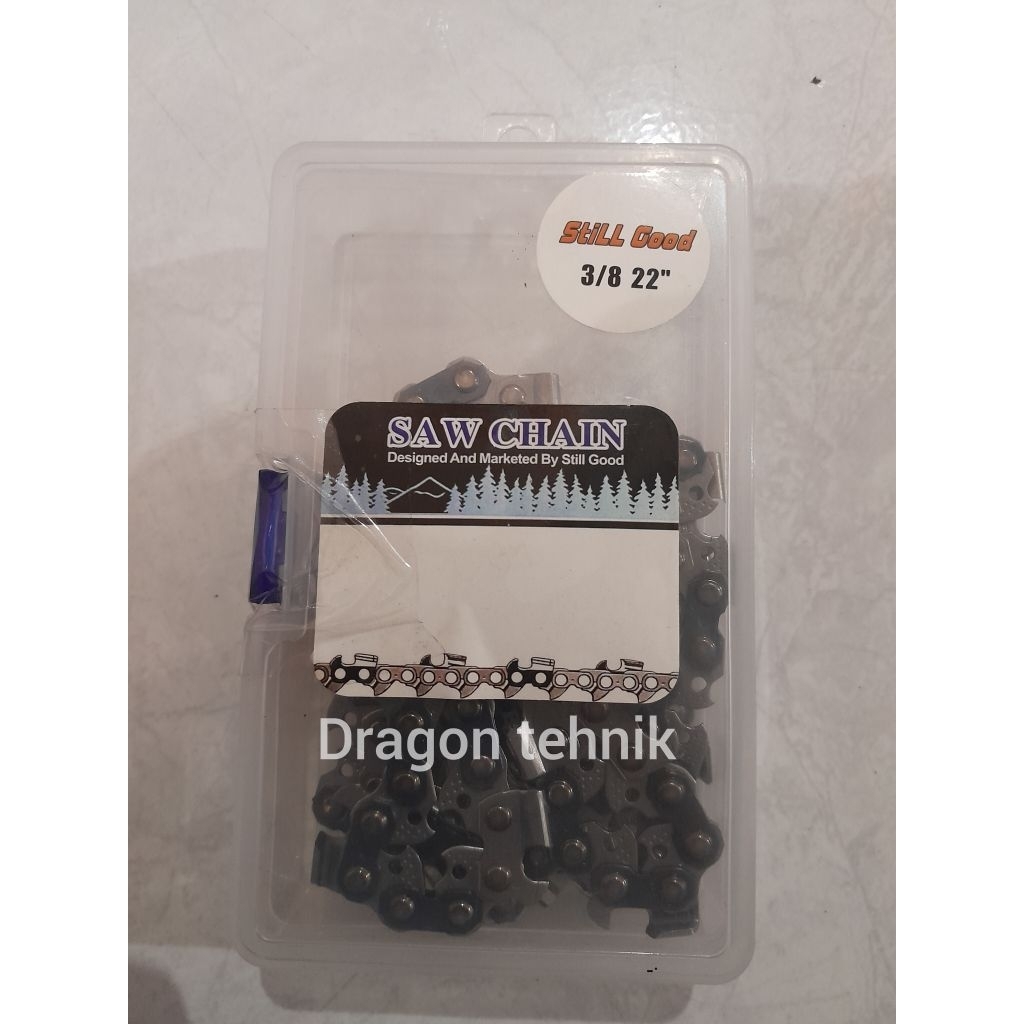 StiLL Good
3/8 22"
SAW CHAIN
Designed And Marketed By Still Good
Dragon tehnik